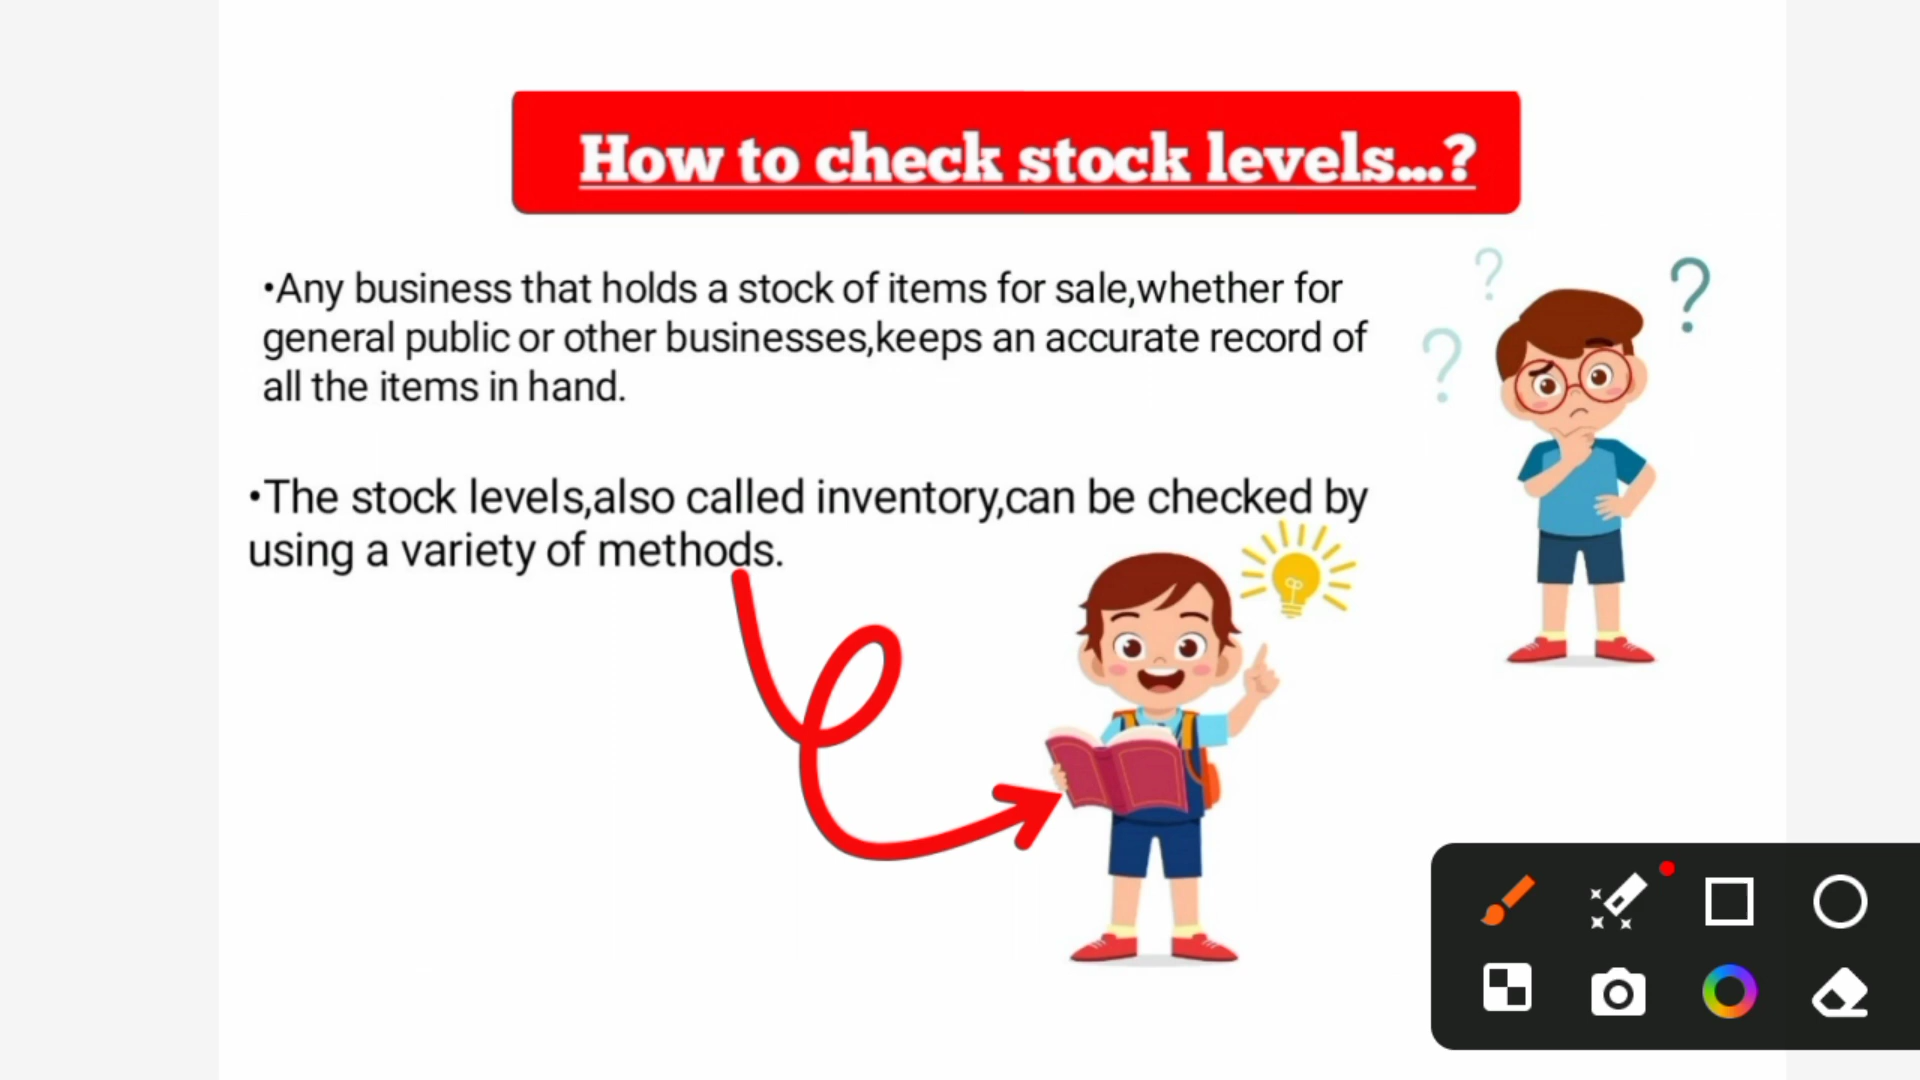 How to check stock levels...?
•Any business that holds a stock of items for sale,whether for
general public or other businesses,keeps an accurate record of
all the items in hand.
•The stock levels,also called inventory,can be checked by
using a variety of methods.